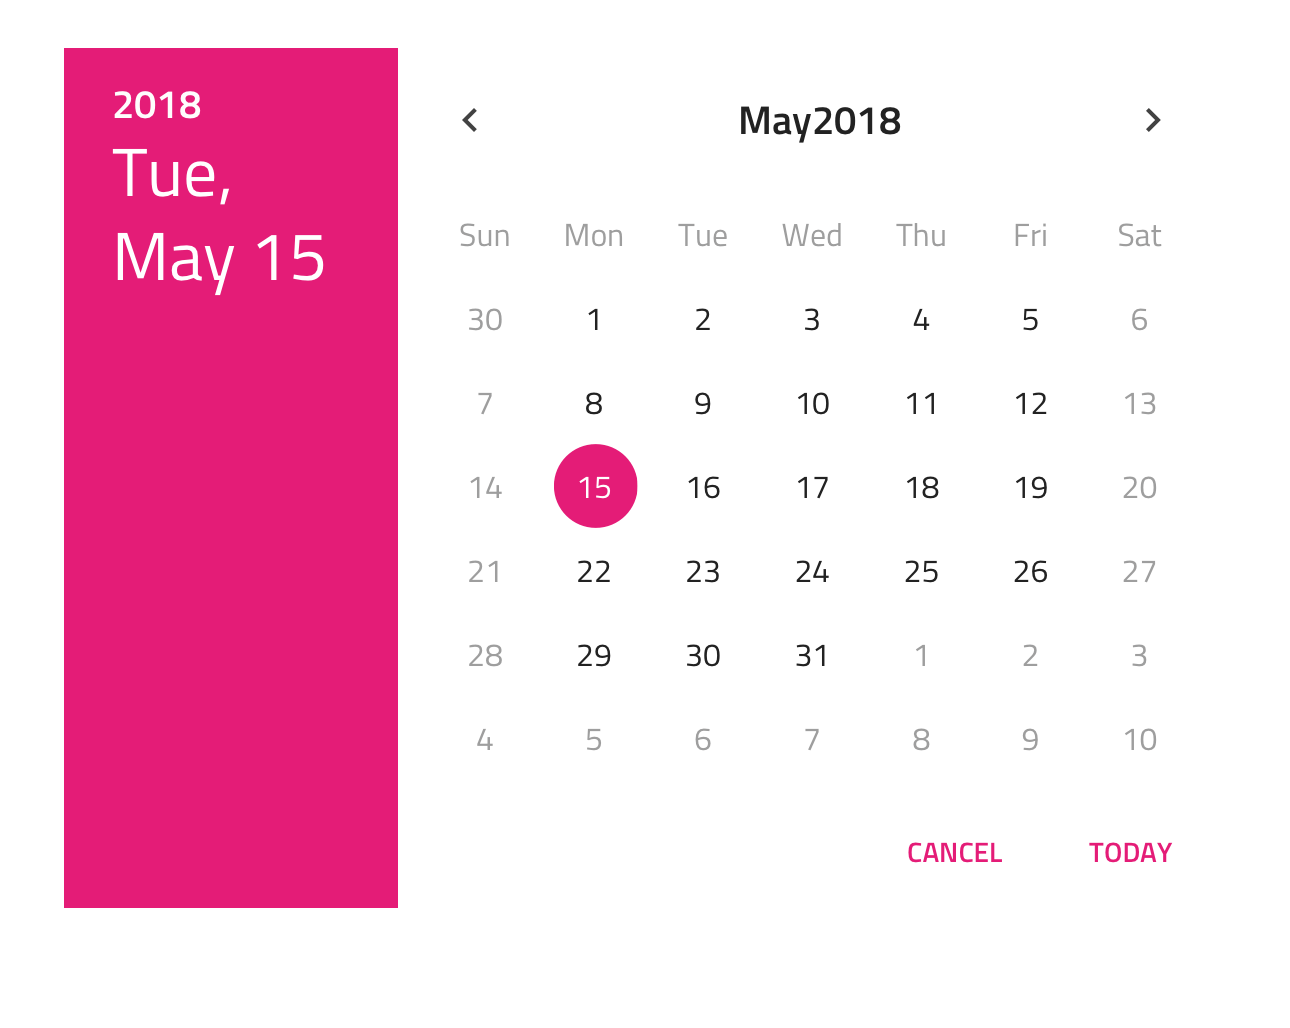 2018
Tue,
May 15
May2018
Sun Mon Tue Wed Thu Fri Sat
30 1 2 3 4 5 6
7 8 9 10 11 12 13
14 15 16 17 18 19 20
21 22 23 24 25 26 27
28 29 30 31 1 2 3
4 5 6 7 8 9 10
CANCEL TODAY